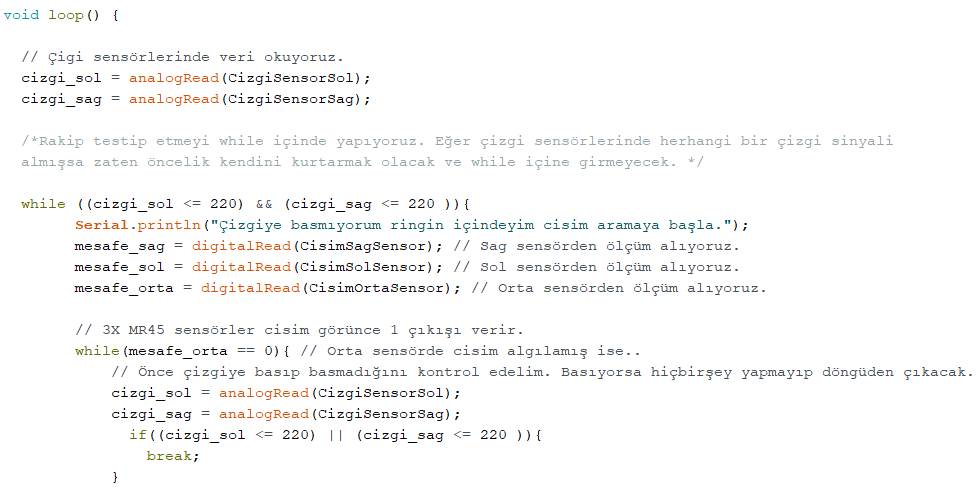 void loop() {
// Çigi sensörlerinde veri okuyoruz.
cizgi_sol = analogRead(CizgiSensorSol);
cizgi_sag = analogRead(CizgiSensorSag);
/*Rakip testip etmeyi while içinde yapıyoruz. Eğer çizgi sensörlerinde herhangi bir çizgi sinyali
almışsa zaten öncelik kendini kurtarmak olacak ve while içine girmeyecek. */
while ((cizgi_sol <= 220) && (cizgi_sag <= 220 )){
Serial.println("Çizgiye basmıyorum ringin içindeyim cisim aramaya başla.");
mesafe_sag = digitalRead(CisimSagSensor); // Sag sensörden ölçüm alıyoruz.
mesafe_sol = digitalRead(CisimSolSensor); // Sol sensörden ölçüm alıyoruz.
mesafe_orta = digitalRead(CisimOrtaSensor); // Orta sensörden ölçüm alıyoruz.
// 3X MR45 sensörler cisim görünce 1 çıkışı verir.
while(mesafe_orta == 0){ // Orta sensörde cisim algılamış ise..
// Önce çizgiye basıp basmadığını kontrol edelim. Basıyorsa hiçbirşey yapmayıp döngüden çıkacak.
cizgi_sol = analogRead(CizgiSensorSol);
cizgi_sag = analogRead(CizgiSensorSag);
if((cizgi_sol <= 220) || (cizgi_sag <= 220 )){
break;
}